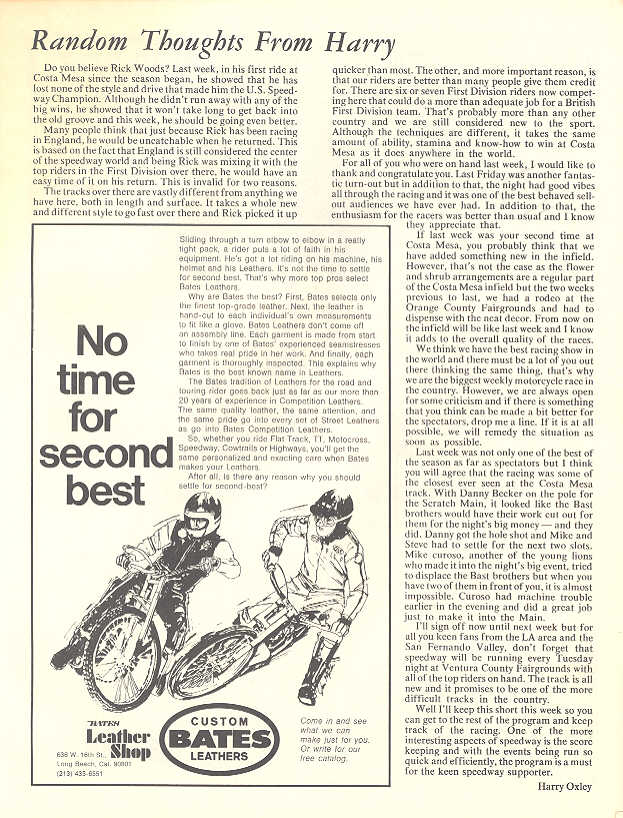 Random Thoughts From Harry
Do you believe Rick Woods? Last week, in his first ride at
Costa Mesa since the season began, he showed that he has
lost none of the style and drive that made him the U.S. Speed-
way Champion. Although he didn't run away with any of the
big wins, he showed that it won't take long to get back into
the old groove and this week, he should be going even better.
Many people think that just because Rick has been racing
in England, he would be uneatchable when he returned. This
is based on the fact that England is still considered the center
of the speedway world and being Rick was mixing it with the
top riders in the First Division over there, he would have an
easy time of it on his return. This is invalid for two reasons.
The tracks over there are vastly different from anything we
have here, both in length and surface. It takes a whole new
and different style to go fast over there and Rick picked it up
quicker than most. The other, and more important reason, is
that our riders are better than many people give them credit
for. There are six or seven First Division riders now compet-
ing here that could do a more than adequate job for a British
First Division team. That's probably more than any other
country and we are still considered new to the sport.
Although the techniques are different, it takes the same
amount of ability, stamina and know-how to win at Costa
Mesa as it does anywhere in the world.
For all of you who were on hand last week, I would like to
thank and congratulate you. Last Friday was another fantas-
tic turn-out but in addition to that, the night had good vibes
all through the racing and it was one of the best behaved sell-
out audiences we have ever had. In addition to that, the
enthusiasm for the racers was better than usual and I know
they appreciate that.
If last week was your second time at
Costa Mesa, you probably think that we
have added something new in the infield.
However, that's not the case as the flower
and shrub arrangements are a regular part
of the Costa Mesa infield but the two weeks
previous to last, we had a rodeo at the
Orange County Fairgrounds and had to
dispense with the neat decor. From now on
the infield will be like last week and I know
it adds to the overall quality of the races.
We think we have the best racing show in
the world and there must be a lot of you out
there thinking the same thing, that's why
we are the biggest weekly motorcycle race in
the country. However, we are always open
for some criticism and if there is something
that you think can be made a bit better for
the spectators, drop me a line. If it is at all
possible, we will remedy the situation as
soon as possible.
Last week was not only one of the best of
the season as far as spectators but I think
you will agree that the racing was some of
the closest ever seen at the Costa Mesa
track. With Danny Becker on the pole for
the Scratch Main, it looked like the Bast
brothers would have their work cut out for
them for the night's big money — and they
did. Danny got the hole shot and Mike and
Steve had to settle for the next two slots.
Mike curoso, another of the young lions
who made it into the night's big event, tried
to displace the Bast brothers but when you
have two of them in front of you, it is almost
impossible. Curoso had machine trouble
earlier in the evening and did a great job
just to make it into the Main.
I'll sign off now until next week but for
all you keen fans from the LA area and the
San Fernando Valley, don't forget that
speedway will be running every Tuesday
night at Ventura County Fairgrounds with
all of the top riders on hand. The track is all
new and it promises to be one of the more
difficult tracks in the country.
Well I'll keep this short this week so you
can get to the rest of the program and keep
track of the racing. One of the more
interesting aspects of speedway is the score
keeping and with the events being run so
quick and efficiently, the program is a must
for the keen speedway supporter.
Harry Oxley
No
time
for
second
best
Sliding through a turn elbow to elbow in a really
tight pack, a rider puts a lot of faith in his
equipment. He's got a lot riding on his machine, his
helmet and his Leathers. It's not the time to settle
for second best. That's why more top pros select
Bates Leathers.
Why are Bates the best? First, Bates selects only
the finest top-grade leather. Next, the leather is
hand-cut to each individual's own measurements
to fit like a glove. Bates Leathers don't come off
an assembly line. Each garment is made from start
to finish by one of Bates' experienced seamstresses
who takes real pride in her work. And finally, each
garment is thoroughly inspected. This explains why
Bates is the best known name in Leathers.
The Bates tradition of Leathers for the road and
touring rider goes back just as far as our more than
20 years of experience in Competition Leathers.
The same quality leather, the same attention, and
the same pride go into every set of Street Leathers
as go into Bates Competition Leathers.
So, whether you ride Flat Track, TT, Motocross,
Speedway, Cowtrails or Highways, you'll get the
same personalized and exacting care when Bates
makes your Leathers.
After all, is there any reason why you should
settle for second-best?
BATES
Leather
Shop
636 W. 16th St.
Long Beach, Cal. 90801
(213) 435-6551
CUSTOM
BATES
LEATHERS
Come in and see
what we can
make just for you.
Or write for our
free catalog.